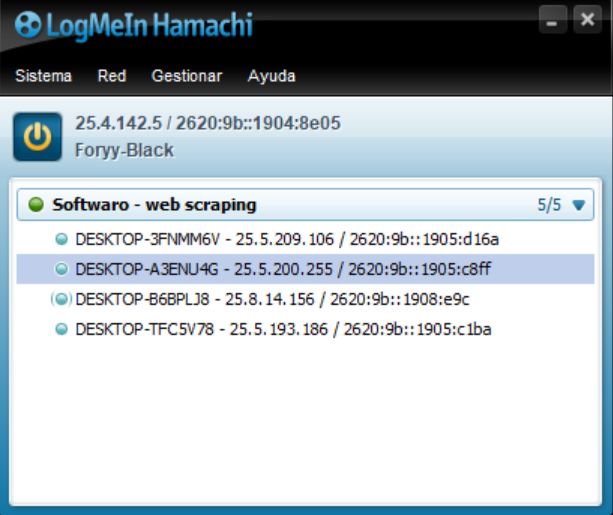 LogMeIn Hamachi
Sistema Red Gestionar Ayuda
25.4.142.5 / 2620:9b::1904:8e05
Foryy-Black
Softwaro - web scraping 5/5
DESKTOP-3FNMM6V - 25.5.209.106 / 2620:9b::1905:d16a
DESKTOP-A3ENU4G - 25.5.200.255 / 2620:9b::1905:c8ff
DESKTOP-B6BPLJ8 - 25.8.14.156 / 2620:9b::1908:e9c
DESKTOP-TFC5V78 - 25.5.193.186 / 2620:9b::1905:c1ba